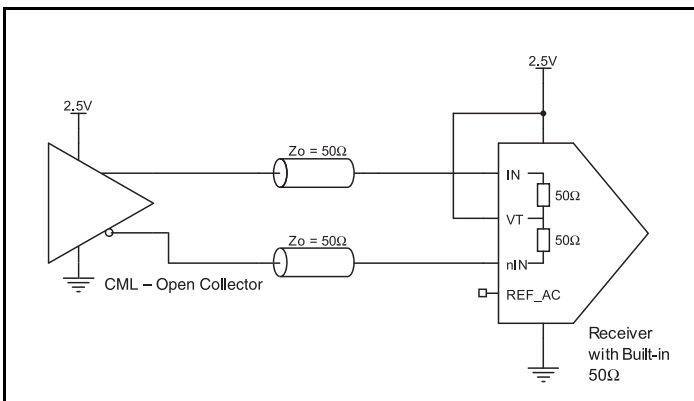 2.5V
2.5V
Zo = 50Ω
IN
50Ω
VT
50Ω
Zo = 50Ω
nIN
CML – Open Collector
REF_AC
Receiver
with Built-in
50Ω